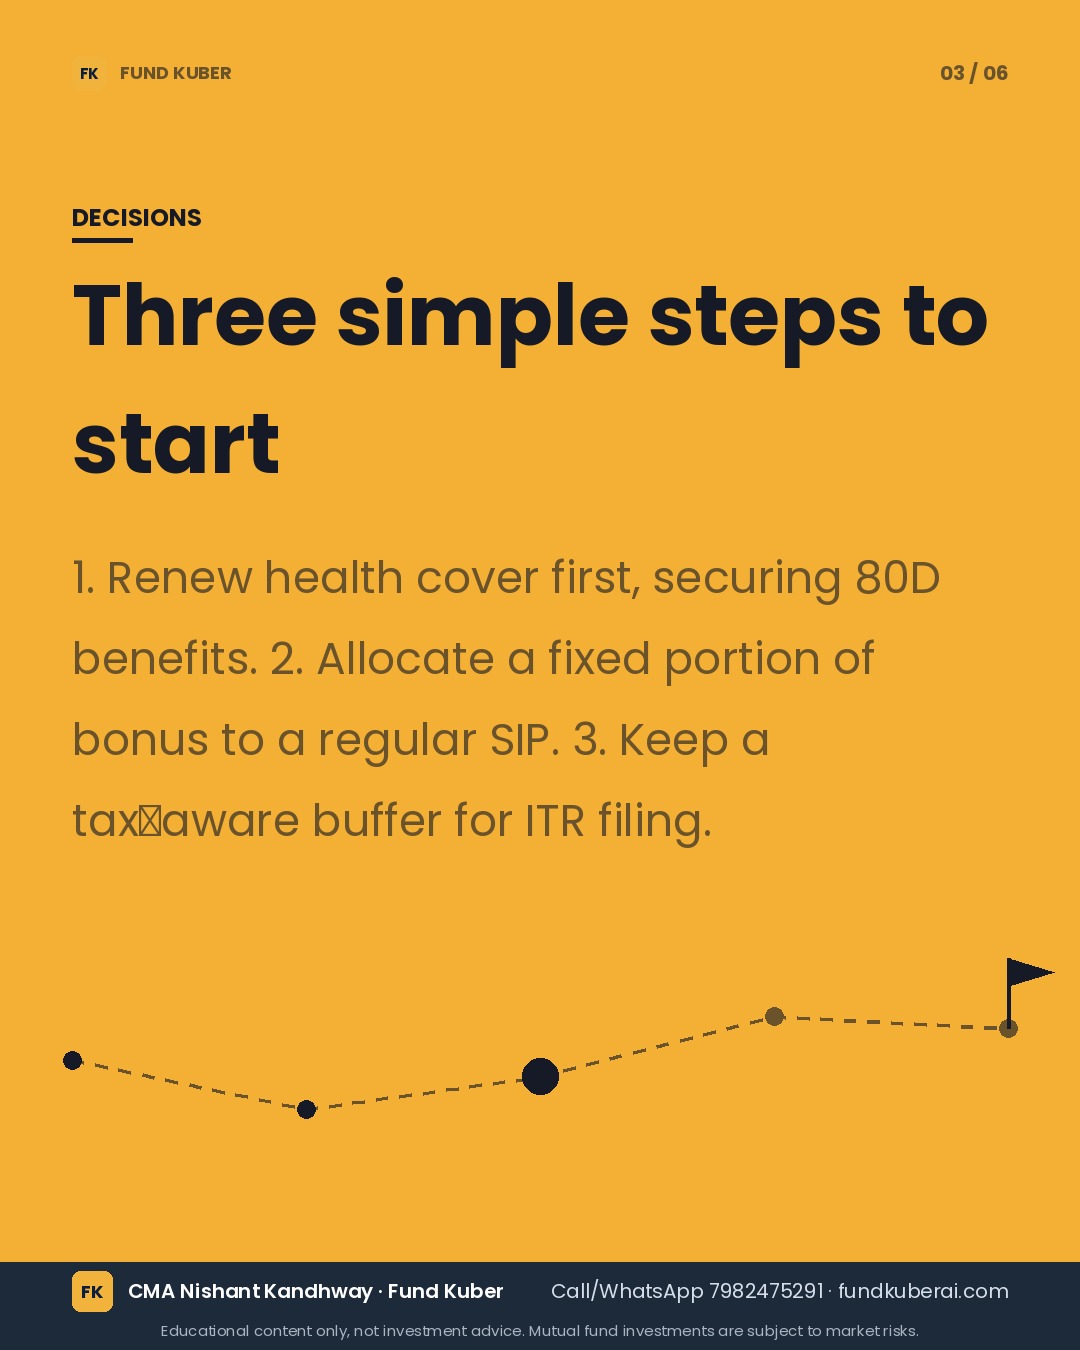 FK FUND KUBER
03 / 06
DECISIONS
Three simple steps to
start
1. Renew health cover first, securing 80D
benefits. 2. Allocate a fixed portion of
bonus to a regular SIP. 3. Keep a
tax☒aware buffer for ITR filing.
FK CMA Nishant Kandhway · Fund Kuber
Call/WhatsApp 7982475291 · fundkuberai.com
Educational content only, not investment advice. Mutual fund investments are subject to market risks.